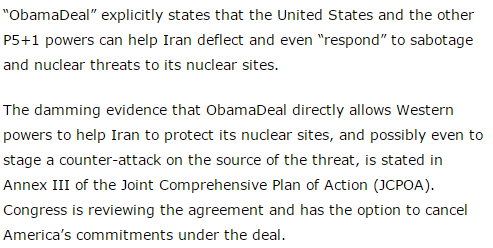 “ObamaDeal” explicitly states that the United States and the other
P5+1 powers can help Iran deflect and even “respond” to sabotage
and nuclear threats to its nuclear sites.
The damming evidence that ObamaDeal directly allows Western
powers to help Iran to protect its nuclear sites, and possibly even to
stage a counter-attack on the source of the threat, is stated in
Annex III of the Joint Comprehensive Plan of Action (JCPOA).
Congress is reviewing the agreement and has the option to cancel
America’s commitments under the deal.